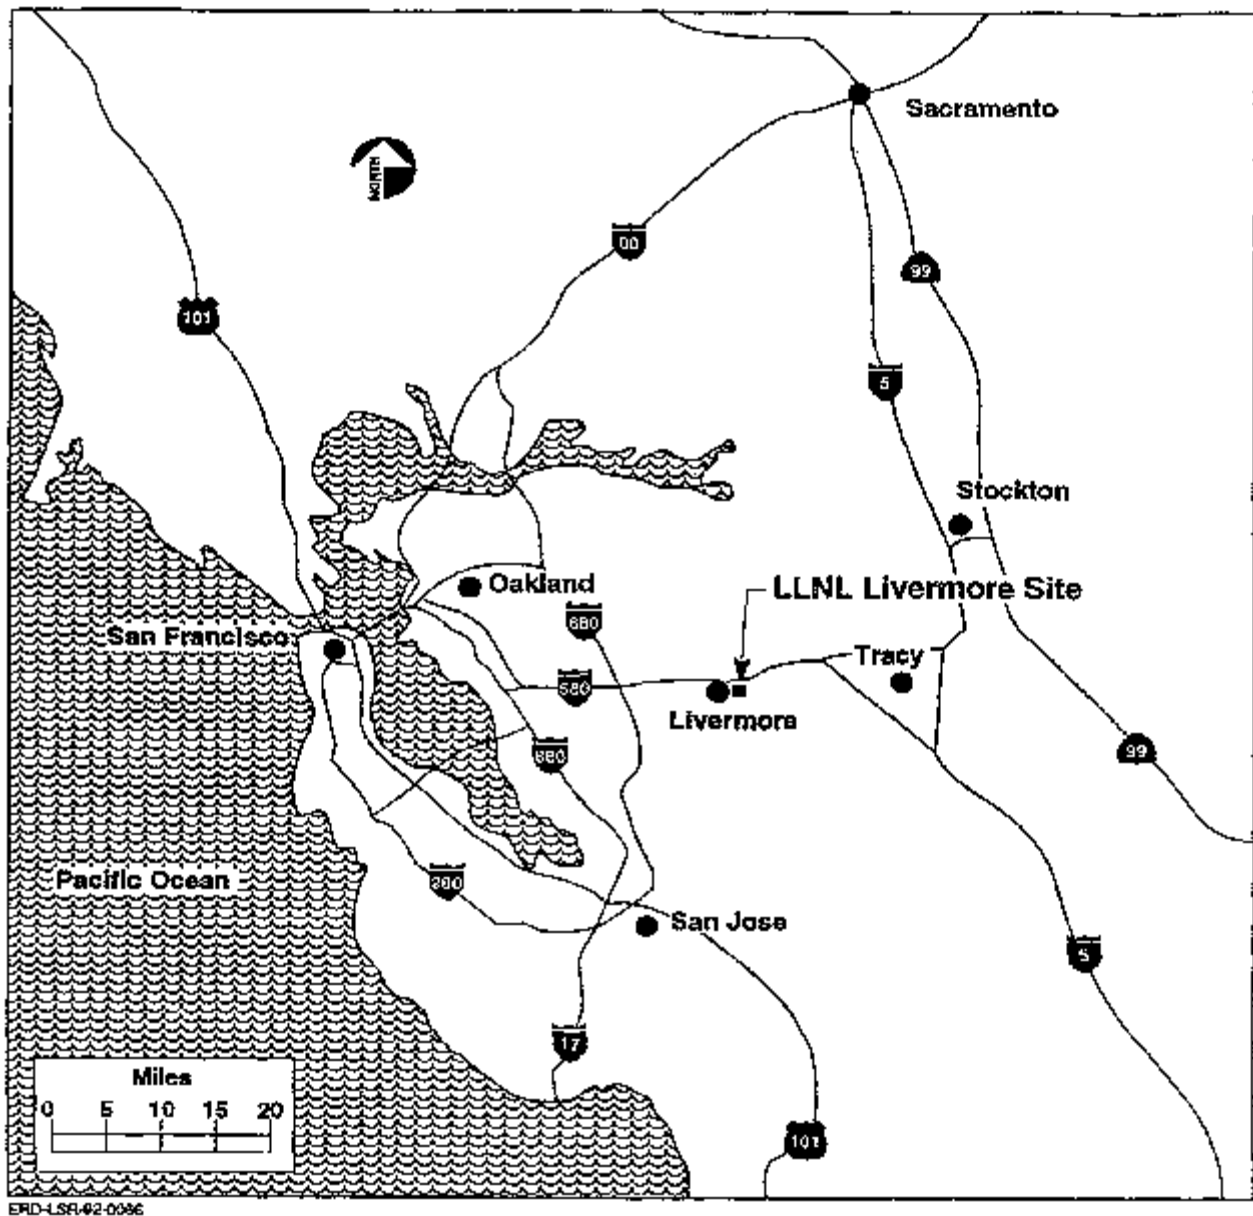 Sacramento
NORTH
80
99
101
5
Stockton
Oakland
LLNL Livermore Site
680
San Francisco
Tracy
580
Livermore
99
880
Pacific Ocean
280
San Jose
5
17
Miles
0 5 10 15 20
101
ERD-LSR-92-0066